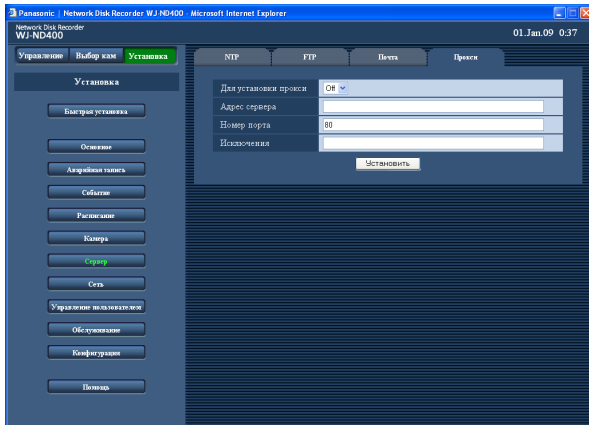 Panasonic | Network Disk Recorder WJ-ND400 - Microsoft Internet Explorer
Network Disk Recorder
WJ-ND400
01.Jan.09 0:37
Управление Выбор кам Установка
NTP FTP Почта Прокси
Установка
Быстрая установка
Основное
Аварийная запись
Событие
Расписание
Камера
Сервер
Сеть
Управление пользователем
Обслуживание
Конфигурация
Помощь
Для установки прокси Off
Адрес сервера
Номер порта 80
Исключения
Установить